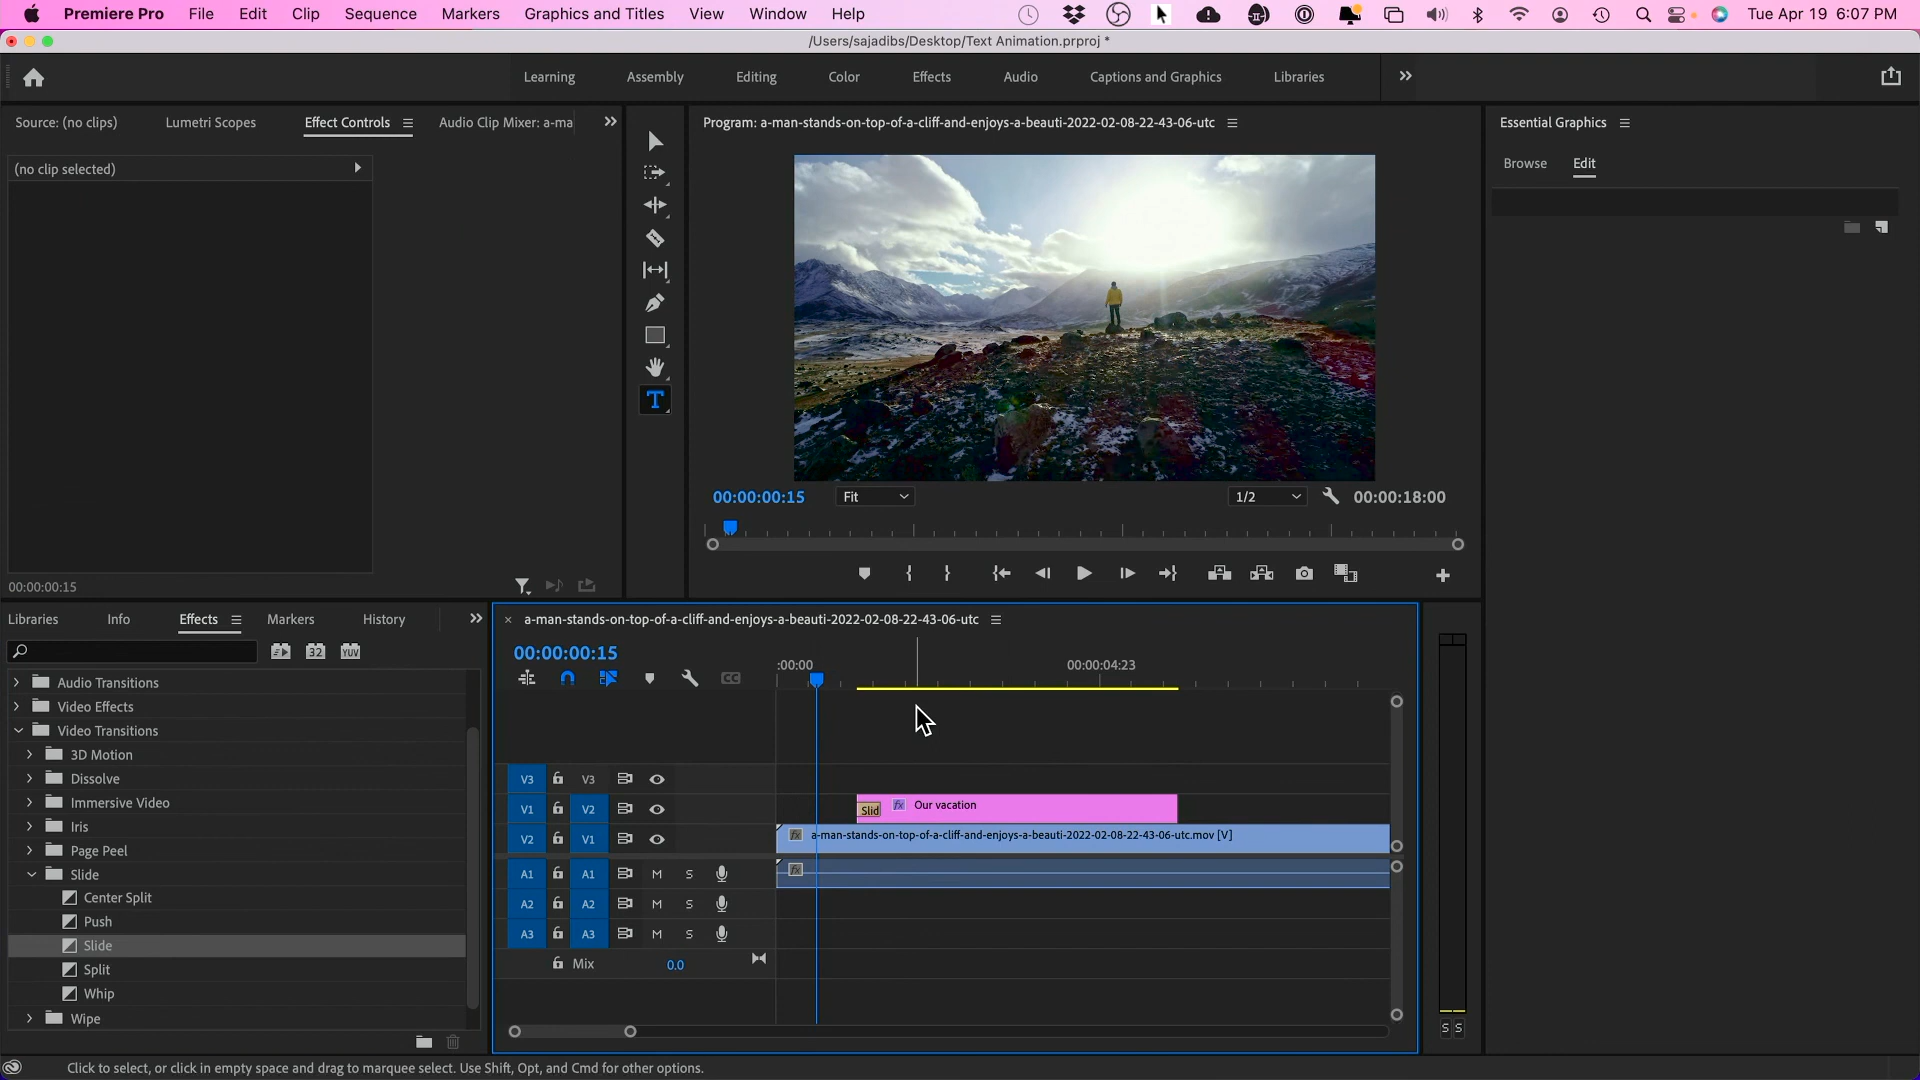 Premiere Pro File Edit Clip Sequence Markers Graphics and Titles View Window Help Tue Apr 19 6:07 PM
/Users/sajadibs/Desktop/Text Animation.prproj *
Learning Assembly Editing Color Effects Audio Captions and Graphics Libraries
Source: (no clips) Lumetri Scopes Effect Controls Audio Clip Mixer: a-ma
Program: a-man-stands-on-top-of-a-cliff-and-enjoys-a-beauti-2022-02-08-22-43-06-utc
Essential Graphics
Browse Edit
(no clip selected)
00:00:00:15 Fit 1/2 00:00:18:00
00:00:00:15
Libraries Info Effects Markers History
32 YUV
Audio Transitions
Video Effects
Video Transitions
3D Motion
Dissolve
Immersive Video
Iris
Page Peel
Slide
Center Split
Push
Slide
Split
Whip
Wipe
a-man-stands-on-top-of-a-cliff-and-enjoys-a-beauti-2022-02-08-22-43-06-utc
00:00:00:15
:00:00 00:00:04:23
CC
V3 V3
V1 V2 Slid fx Our vacation
V2 V1 fx a-man-stands-on-top-of-a-cliff-and-enjoys-a-beauti-2022-02-08-22-43-06-utc.mov [V]
A1 A1 M S fx
A2 A2 M S
A3 A3 M S
Mix 0.0
S S
T
Click to select, or click in empty space and drag to marquee select. Use Shift, Opt, and Cmd for other options.